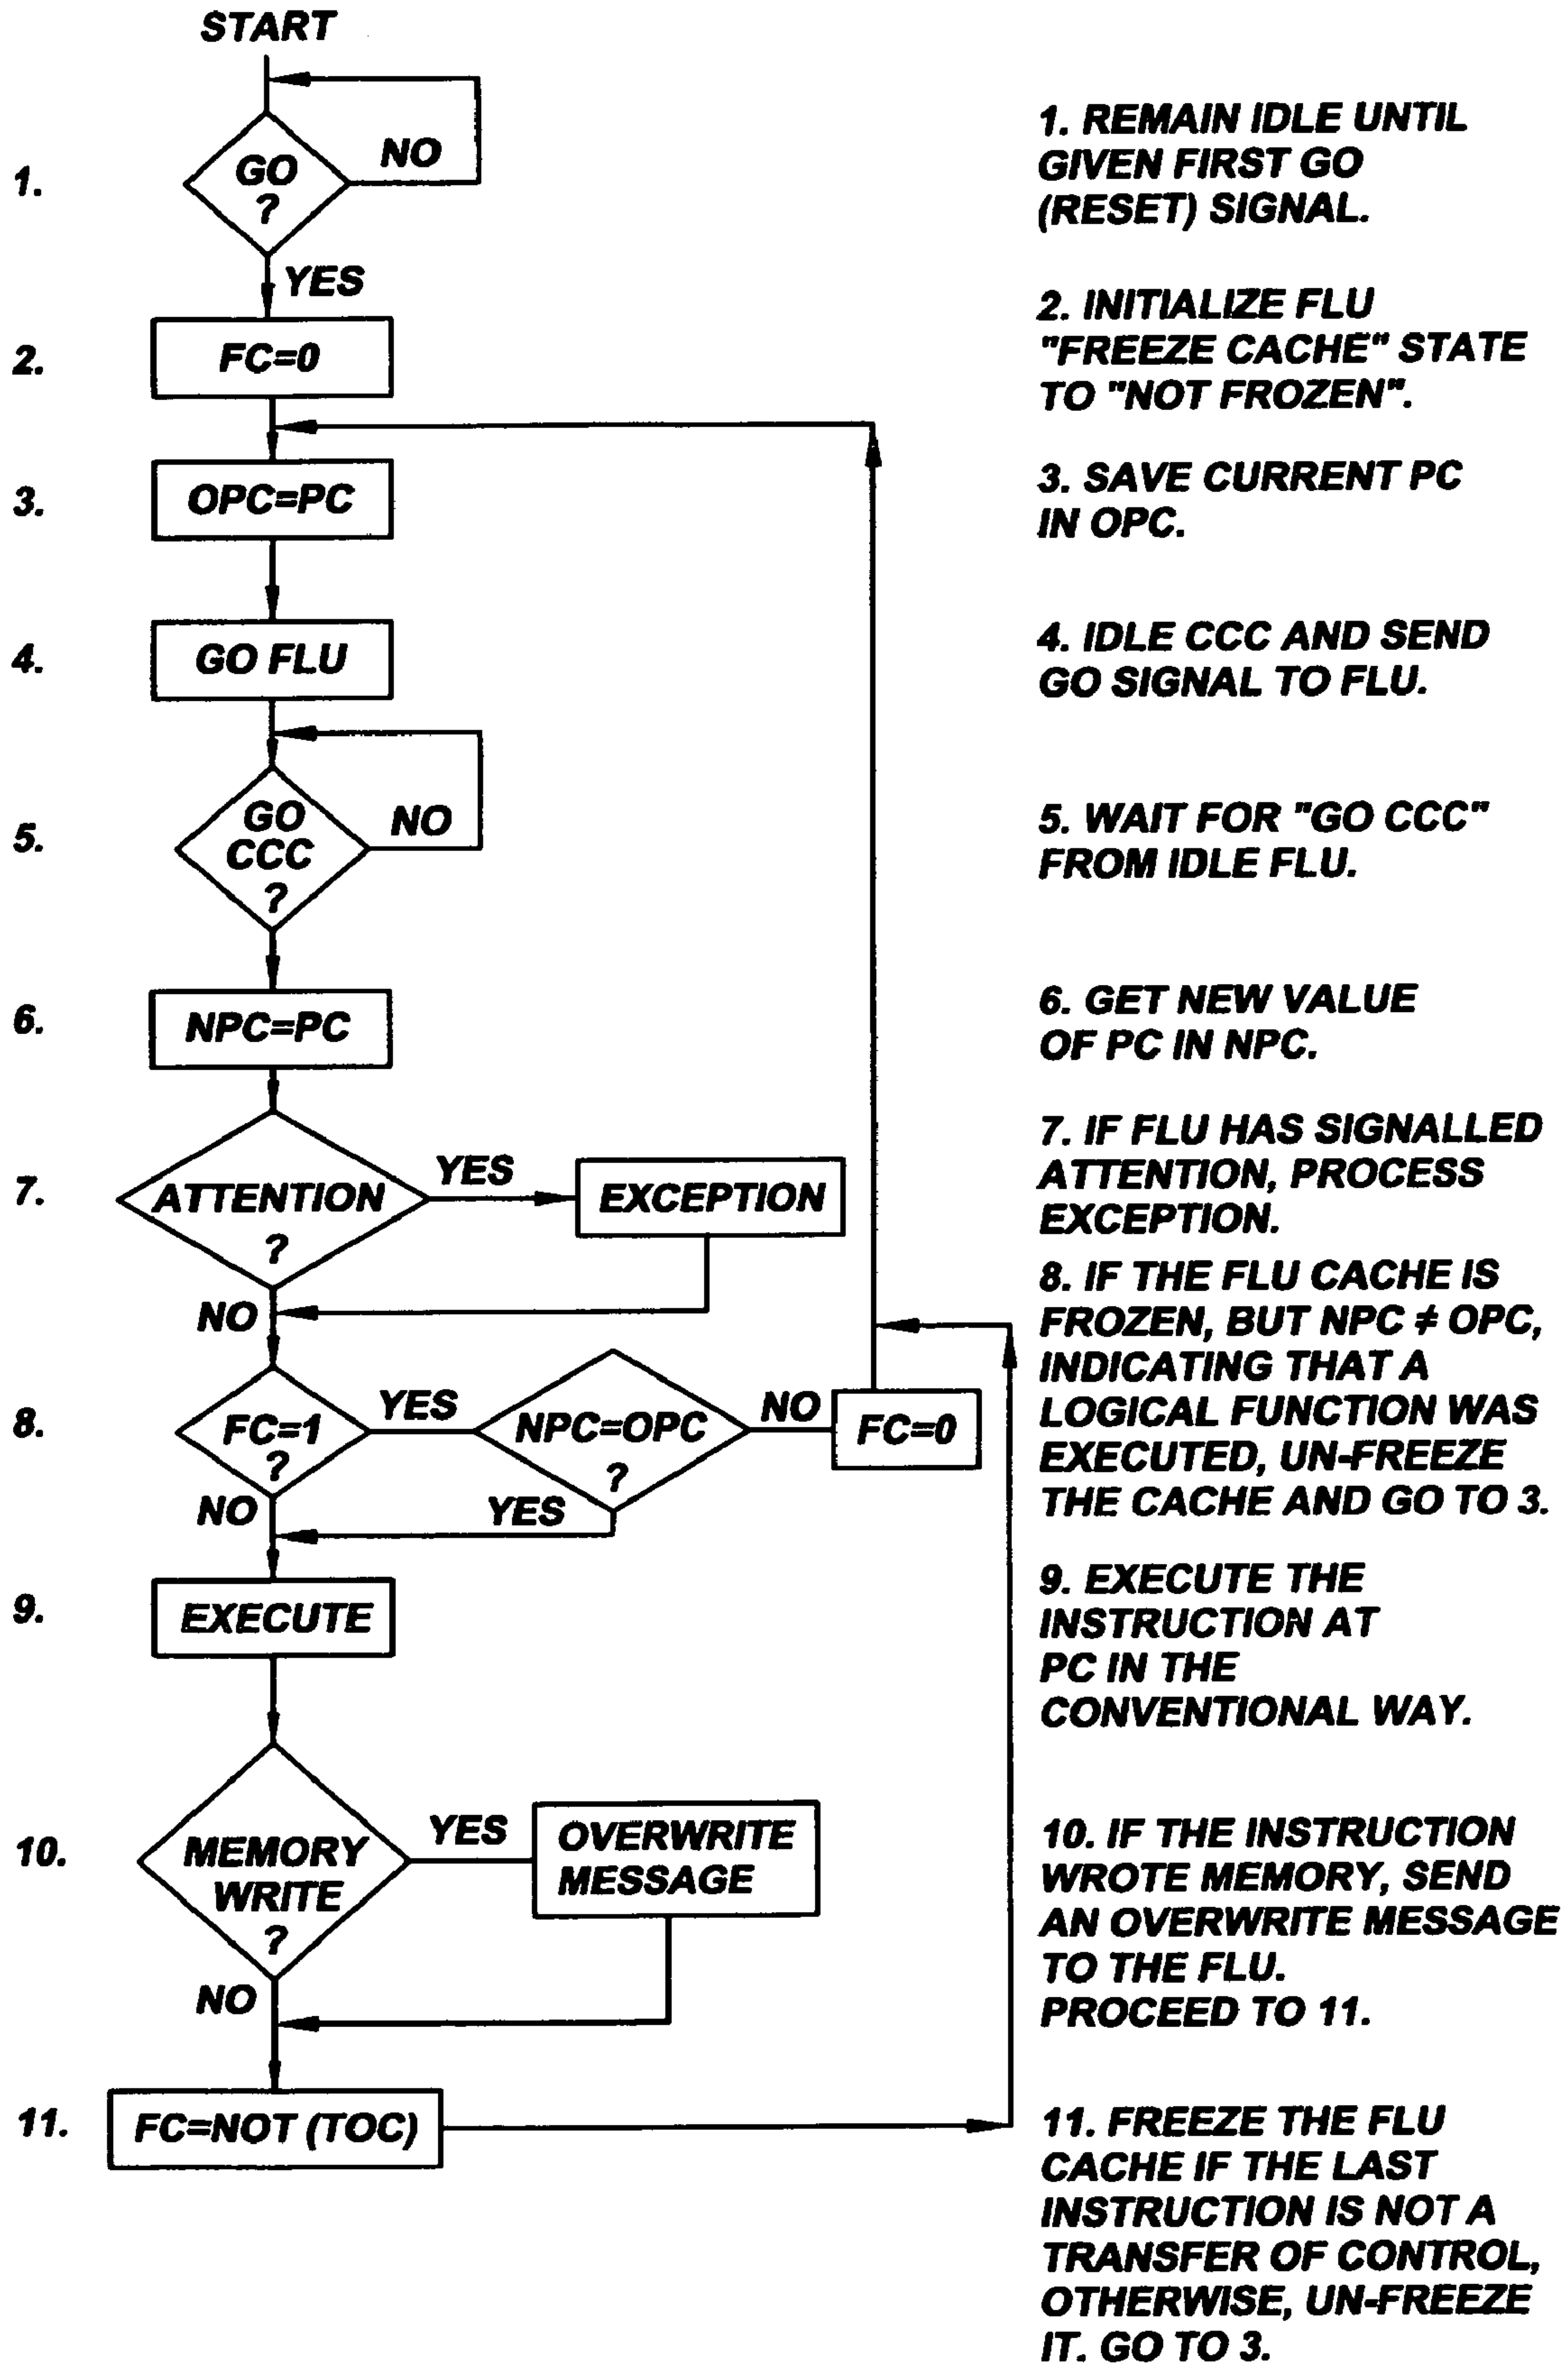 START
1.
GO
?
NO
YES
2.
FC=0
3.
OPC=PC
4.
GO FLU
5.
GO
CCC
?
NO
6.
NPC=PC
7.
ATTENTION
?
YES
EXCEPTION
NO
8.
FC=1
?
YES
NPC=OPC
?
NO
FC=0
NO
YES
9.
EXECUTE
10.
MEMORY
WRITE
?
YES
OVERWRITE
MESSAGE
NO
11.
FC=NOT (TOC)
1. REMAIN IDLE UNTIL
GIVEN FIRST GO
(RESET) SIGNAL.
2. INITIALIZE FLU
"FREEZE CACHE" STATE
TO "NOT FROZEN".
3. SAVE CURRENT PC
IN OPC.
4. IDLE CCC AND SEND
GO SIGNAL TO FLU.
5. WAIT FOR "GO CCC"
FROM IDLE FLU.
6. GET NEW VALUE
OF PC IN NPC.
7. IF FLU HAS SIGNALLED
ATTENTION, PROCESS
EXCEPTION.
8. IF THE FLU CACHE IS
FROZEN, BUT NPC ≠ OPC,
INDICATING THAT A
LOGICAL FUNCTION WAS
EXECUTED, UN-FREEZE
THE CACHE AND GO TO 3.
9. EXECUTE THE
INSTRUCTION AT
PC IN THE
CONVENTIONAL WAY.
10. IF THE INSTRUCTION
WROTE MEMORY, SEND
AN OVERWRITE MESSAGE
TO THE FLU.
PROCEED TO 11.
11. FREEZE THE FLU
CACHE IF THE LAST
INSTRUCTION IS NOT A
TRANSFER OF CONTROL,
OTHERWISE, UN-FREEZE
IT. GO TO 3.